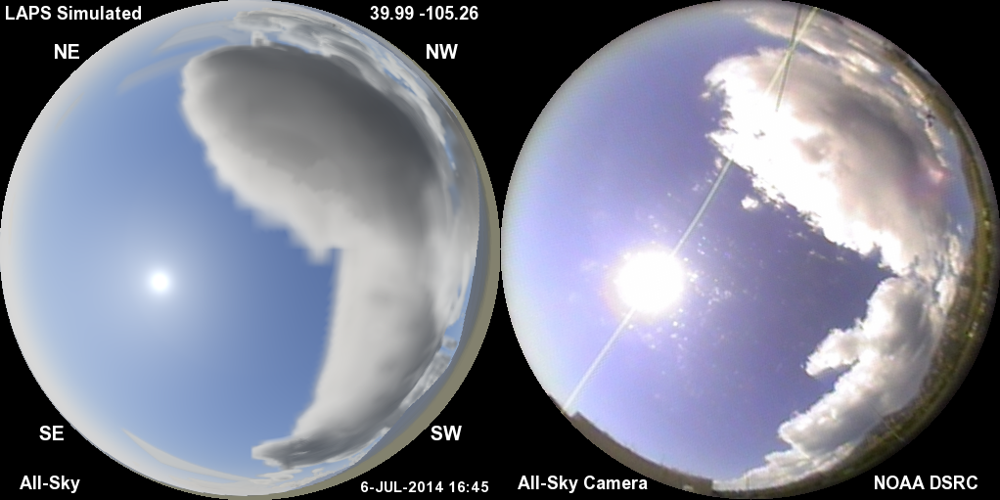 LAPS Simulated
39.99 -105.26
NE
NW
SE
SW
All-Sky
6-JUL-2014 16:45
All-Sky Camera
NOAA DSRC